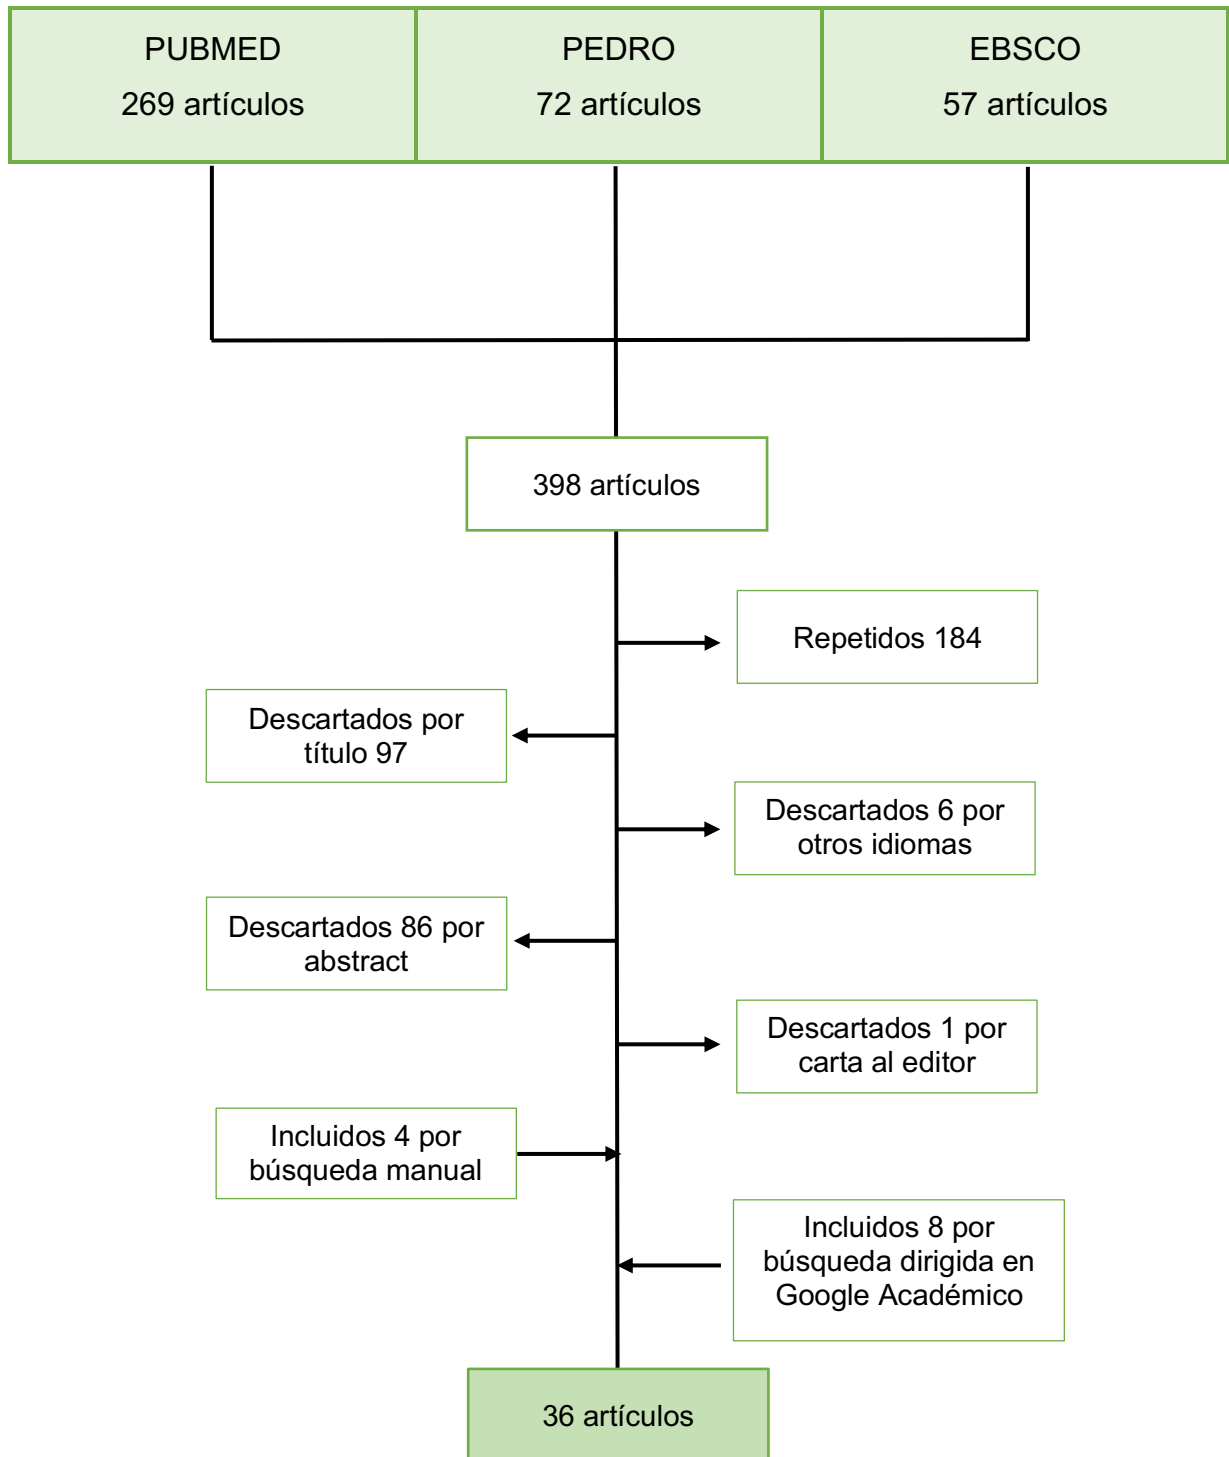 PUBMED
269 artículos
PEDRO
72 artículos
EBSCO
57 artículos
398 artículos
Repetidos 184
Descartados por
título 97
Descartados 6 por
otros idiomas
Descartados 86 por
abstract
Descartados 1 por
carta al editor
Incluidos 4 por
búsqueda manual
Incluidos 8 por
búsqueda dirigida en
Google Académico
36 artículos